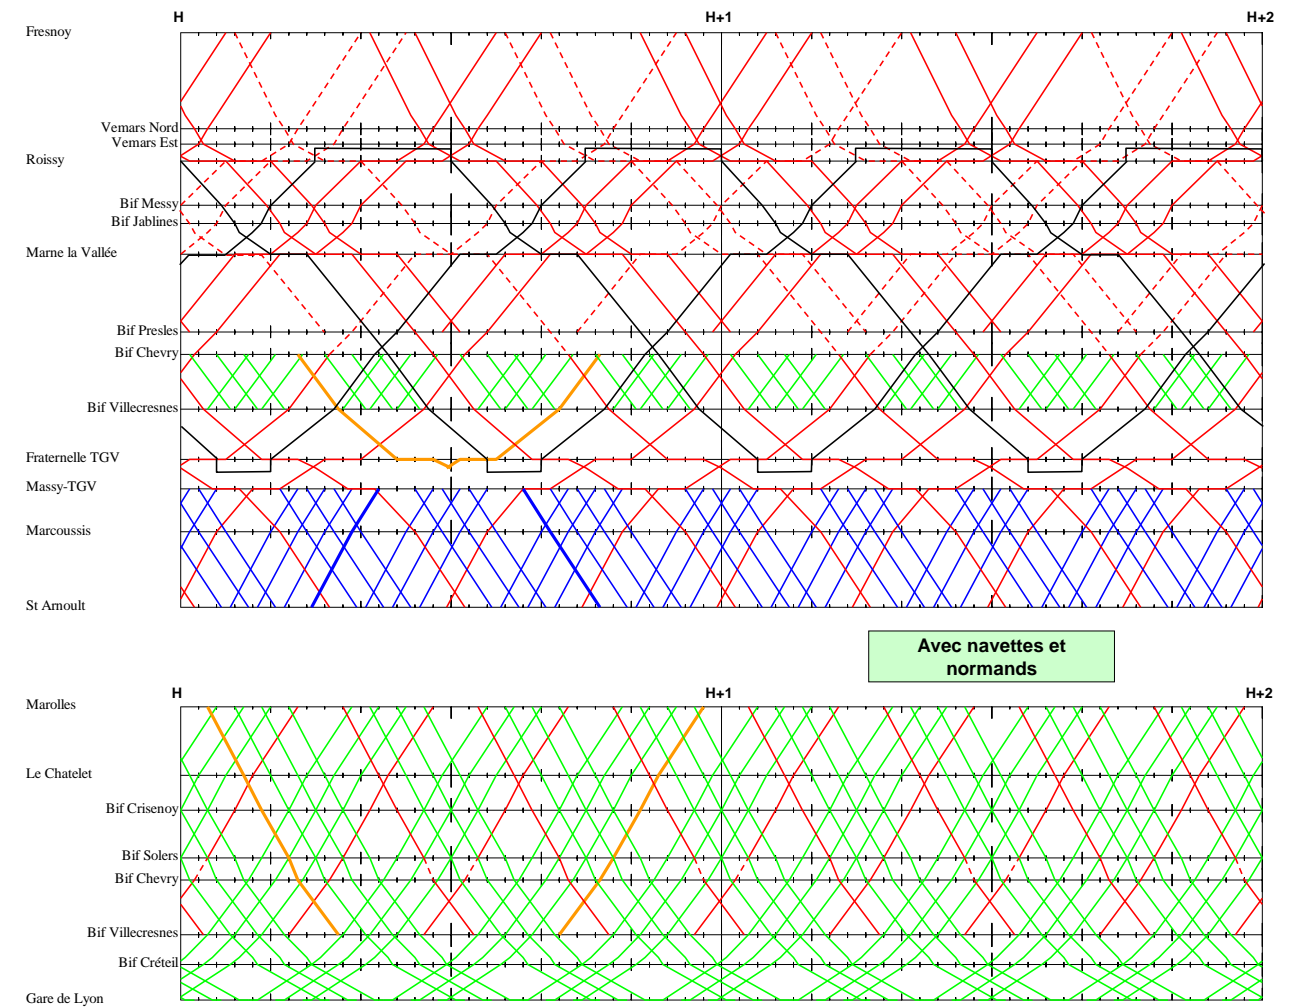 H
H+1
H+2
Fresnoy
Vemars Nord
Vemars Est
Roissy
Bif Messy
Bif Jablines
Marne la Vallée
Bif Presles
Bif Chevry
Bif Villecresnes
Fraternelle TGV
Massy-TGV
Marcoussis
St Arnoult
Avec navettes et
normands
H
H+1
H+2
Marolles
Le Chatelet
Bif Crisenoy
Bif Solers
Bif Chevry
Bif Villecresnes
Bif Créteil
Gare de Lyon